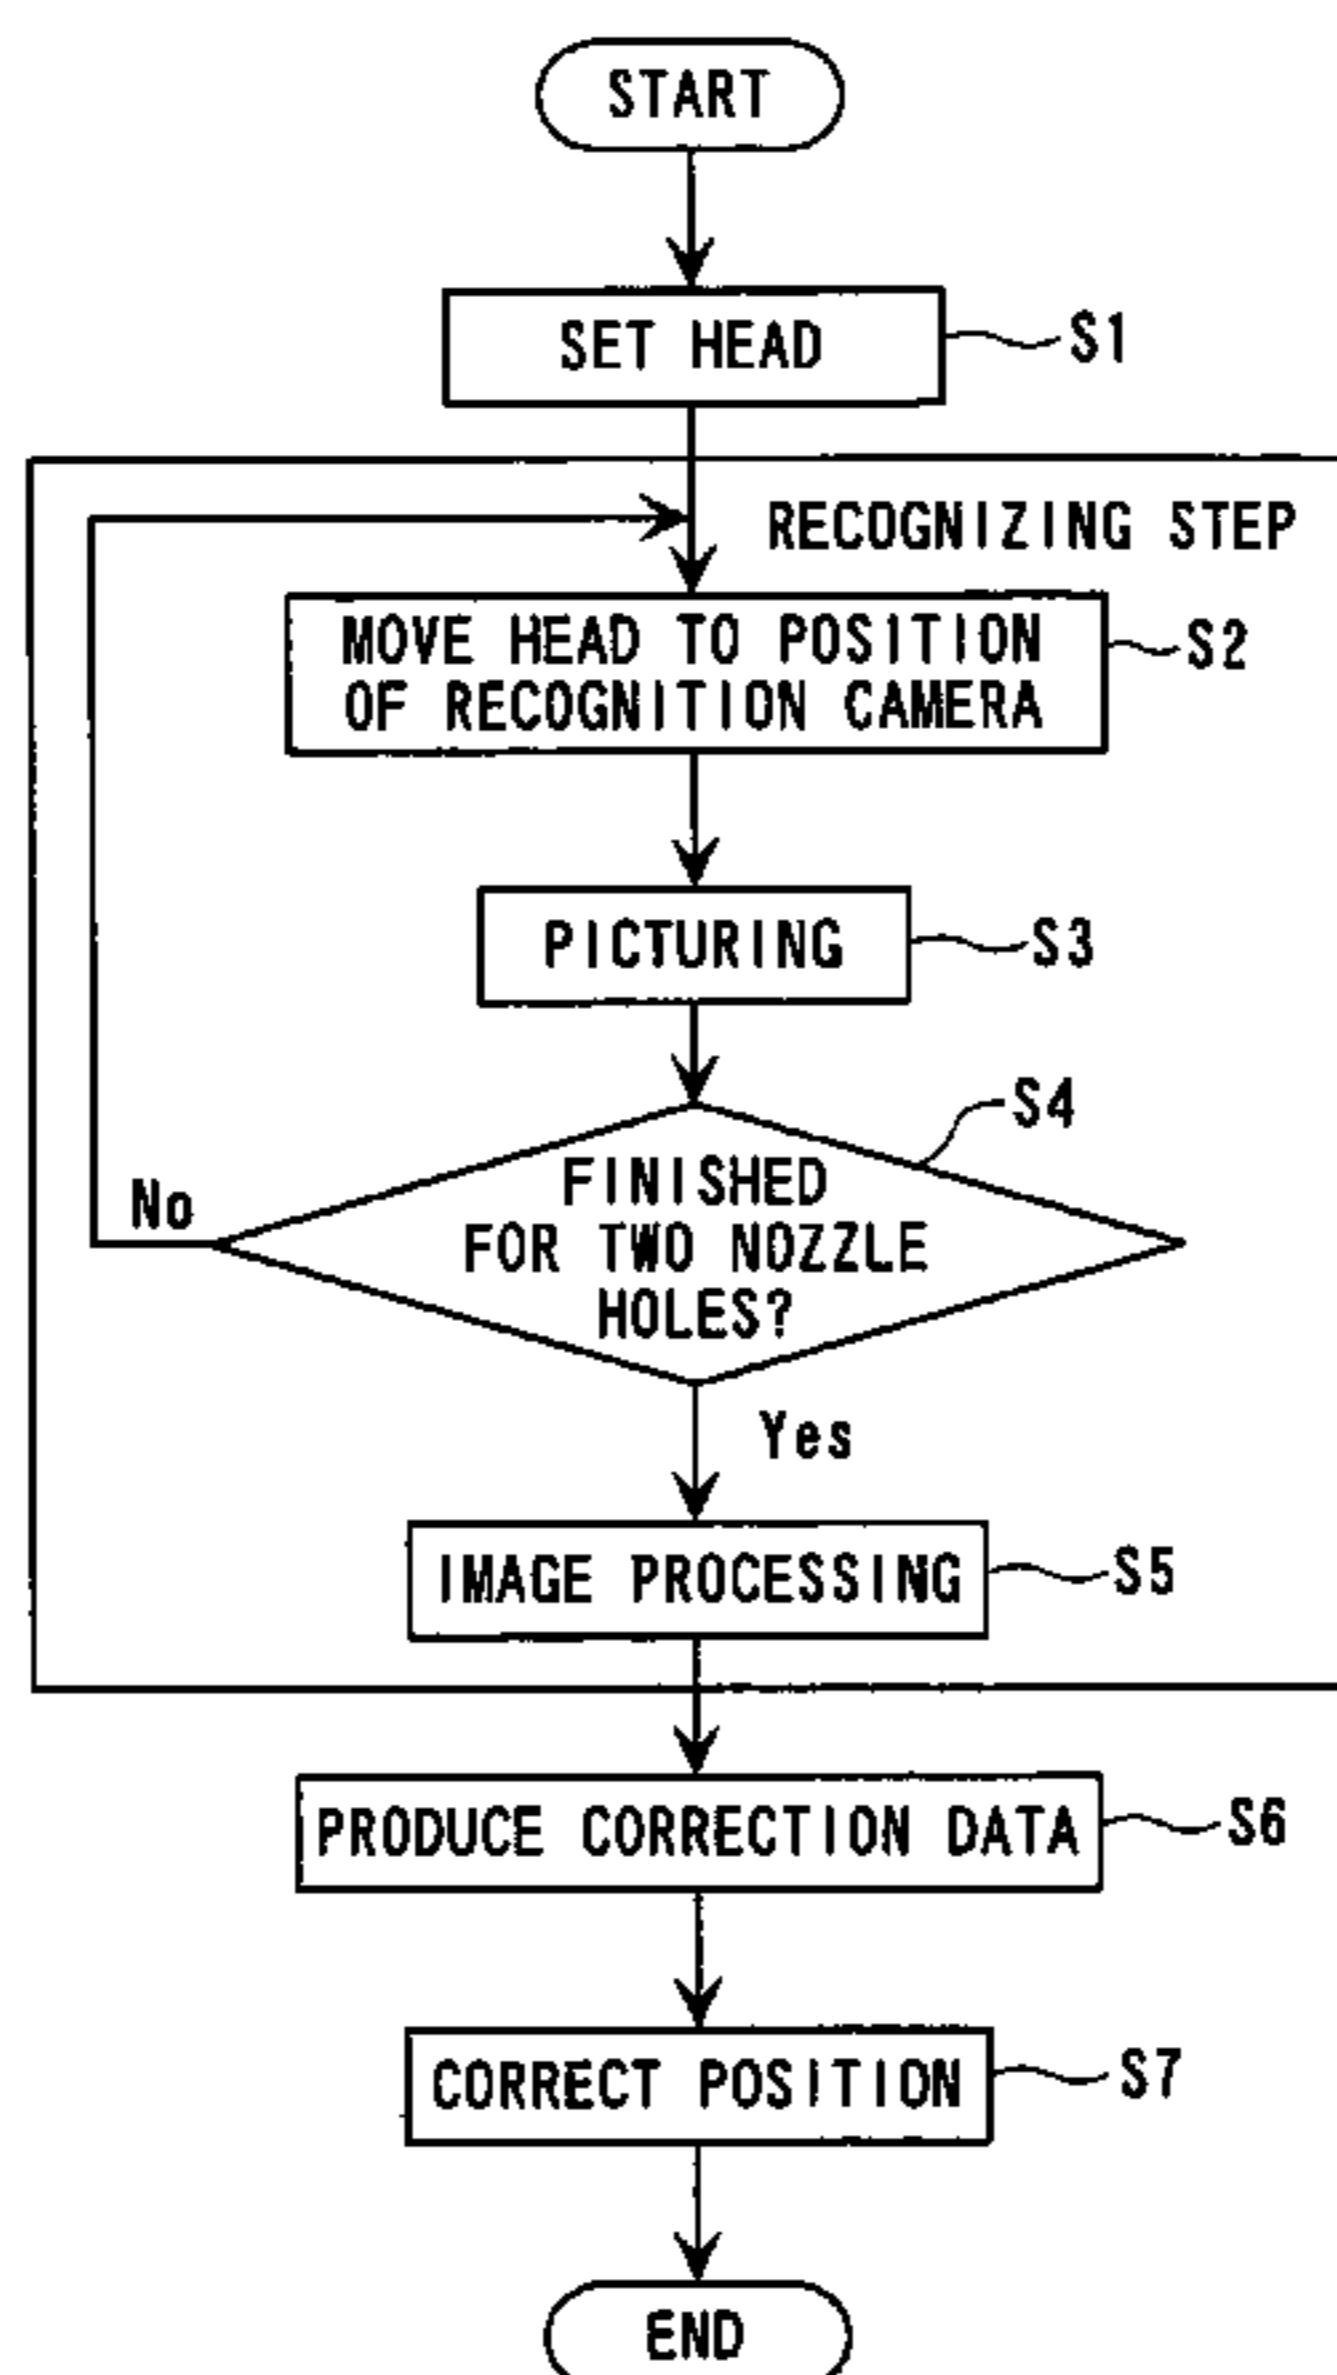 START
SET HEAD
S1
RECOGNIZING STEP
MOVE HEAD TO POSITION
OF RECOGNITION CAMERA
S2
PICTURING
S3
S4
FINISHED
FOR TWO NOZZLE
HOLES?
No
Yes
IMAGE PROCESSING
S5
PRODUCE CORRECTION DATA
S6
CORRECT POSITION
S7
END